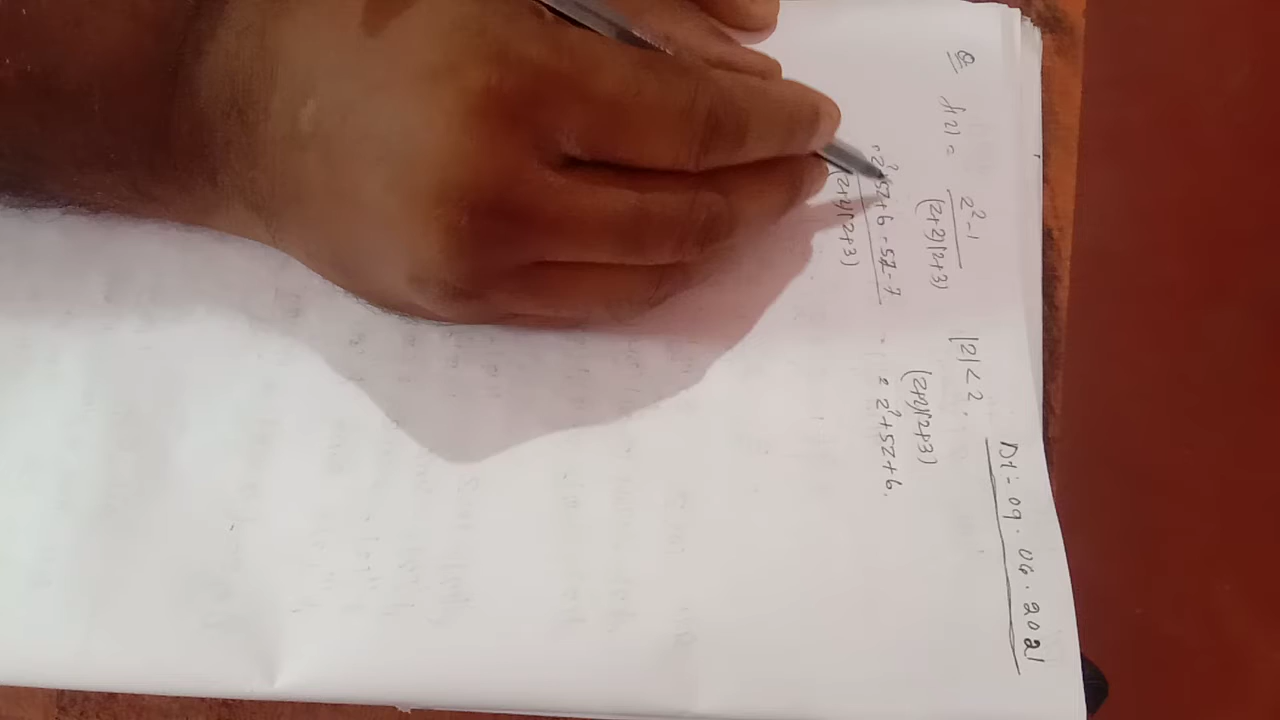 Dt:- 09.06.2021
Q f(z) = z²-1 / (z+2)(z+3) |z|<2.
(z+2)(z+3)
= z²+5z+6.
z²+5z+6-5z-7 / (z+2)(z+3)